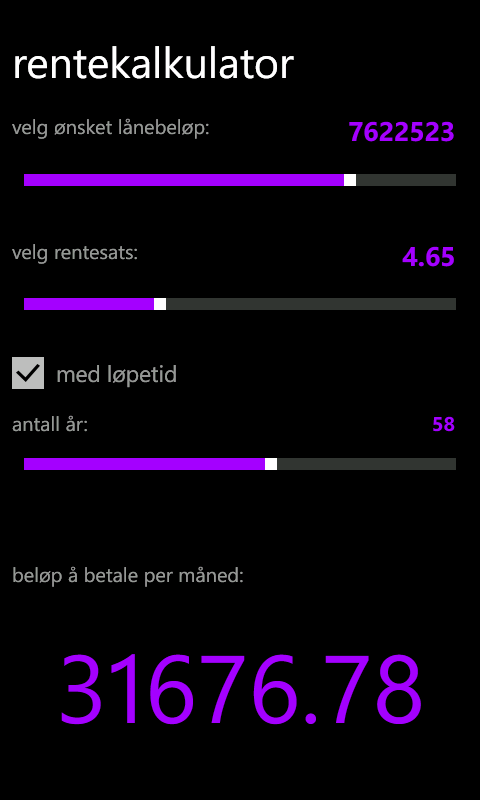 rentekalkulator
velg ønsket lånebeløp: 7622523
velg rentesats: 4.65
med løpetid
antall år: 58
beløp å betale per måned:
31676.78